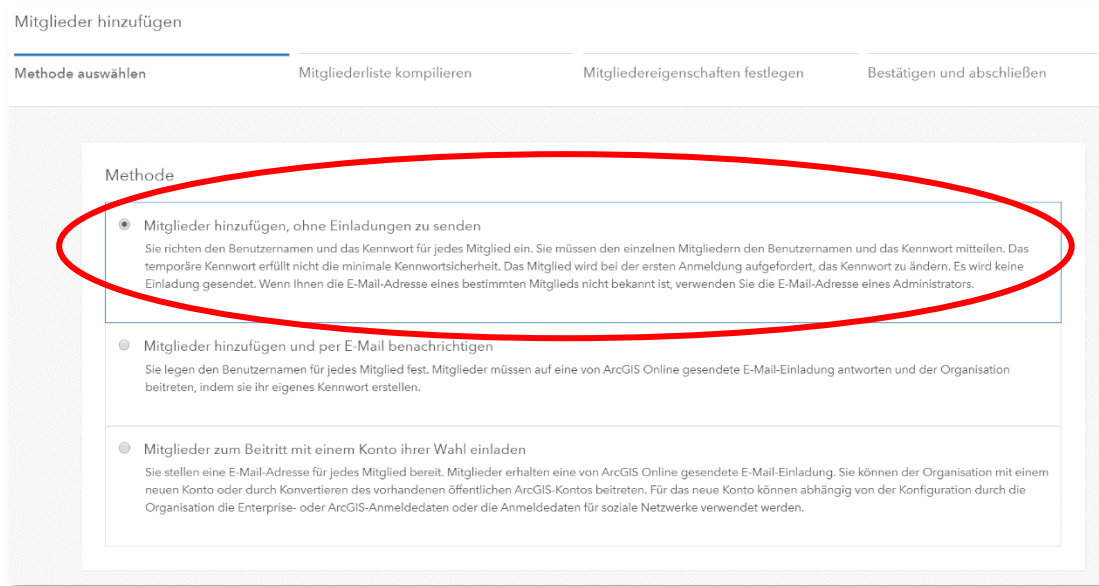 Mitglieder hinzufügen
Methode auswählen
Mitgliederliste kompilieren
Mitgliedereigenschaften festlegen
Bestätigen und abschließen
Methode
Mitglieder hinzufügen, ohne Einladungen zu senden
Sie richten den Benutzernamen und das Kennwort für jedes Mitglied ein. Sie müssen den einzelnen Mitgliedern den Benutzernamen und das Kennwort mitteilen. Das
temporäre Kennwort erfüllt nicht die minimale Kennwortsicherheit. Das Mitglied wird bei der ersten Anmeldung aufgefordert, das Kennwort zu ändern. Es wird keine
Einladung gesendet. Wenn Ihnen die E-Mail-Adresse eines bestimmten Mitglieds nicht bekannt ist, verwenden Sie die E-Mail-Adresse eines Administrators.
Mitglieder hinzufügen und per E-Mail benachrichtigen
Sie legen den Benutzernamen für jedes Mitglied fest. Mitglieder müssen auf eine von ArcGIS Online gesendete E-Mail-Einladung antworten und der Organisation
beitreten, indem sie ihr eigenes Kennwort erstellen.
Mitglieder zum Beitritt mit einem Konto ihrer Wahl einladen
Sie stellen eine E-Mail-Adresse für jedes Mitglied bereit. Mitglieder erhalten eine von ArcGIS Online gesendete E-Mail-Einladung. Sie können der Organisation mit einem
neuen Konto oder durch Konvertieren des vorhandenen öffentlichen ArcGIS-Kontos beitreten. Für das neue Konto können abhängig von der Konfiguration durch die
Organisation die Enterprise- oder ArcGIS-Anmeldedaten oder die Anmeldedaten für soziale Netzwerke verwendet werden.